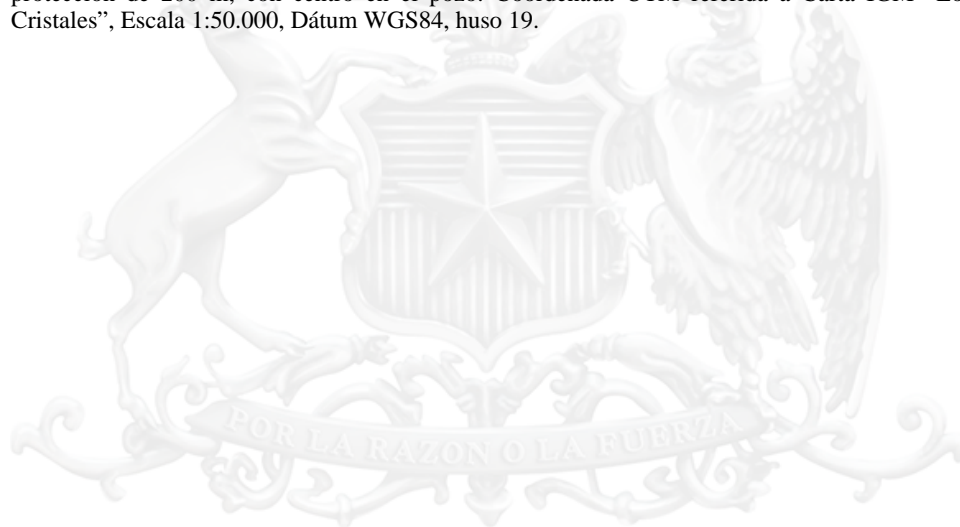 protección de 200 m, con centro en el pozo. Coordenada UTM referida a Carta IGM
Cristales”, Escala 1:50.000, Dátum WGS84, huso 19.
POR LA RAZON O LA FUERZA